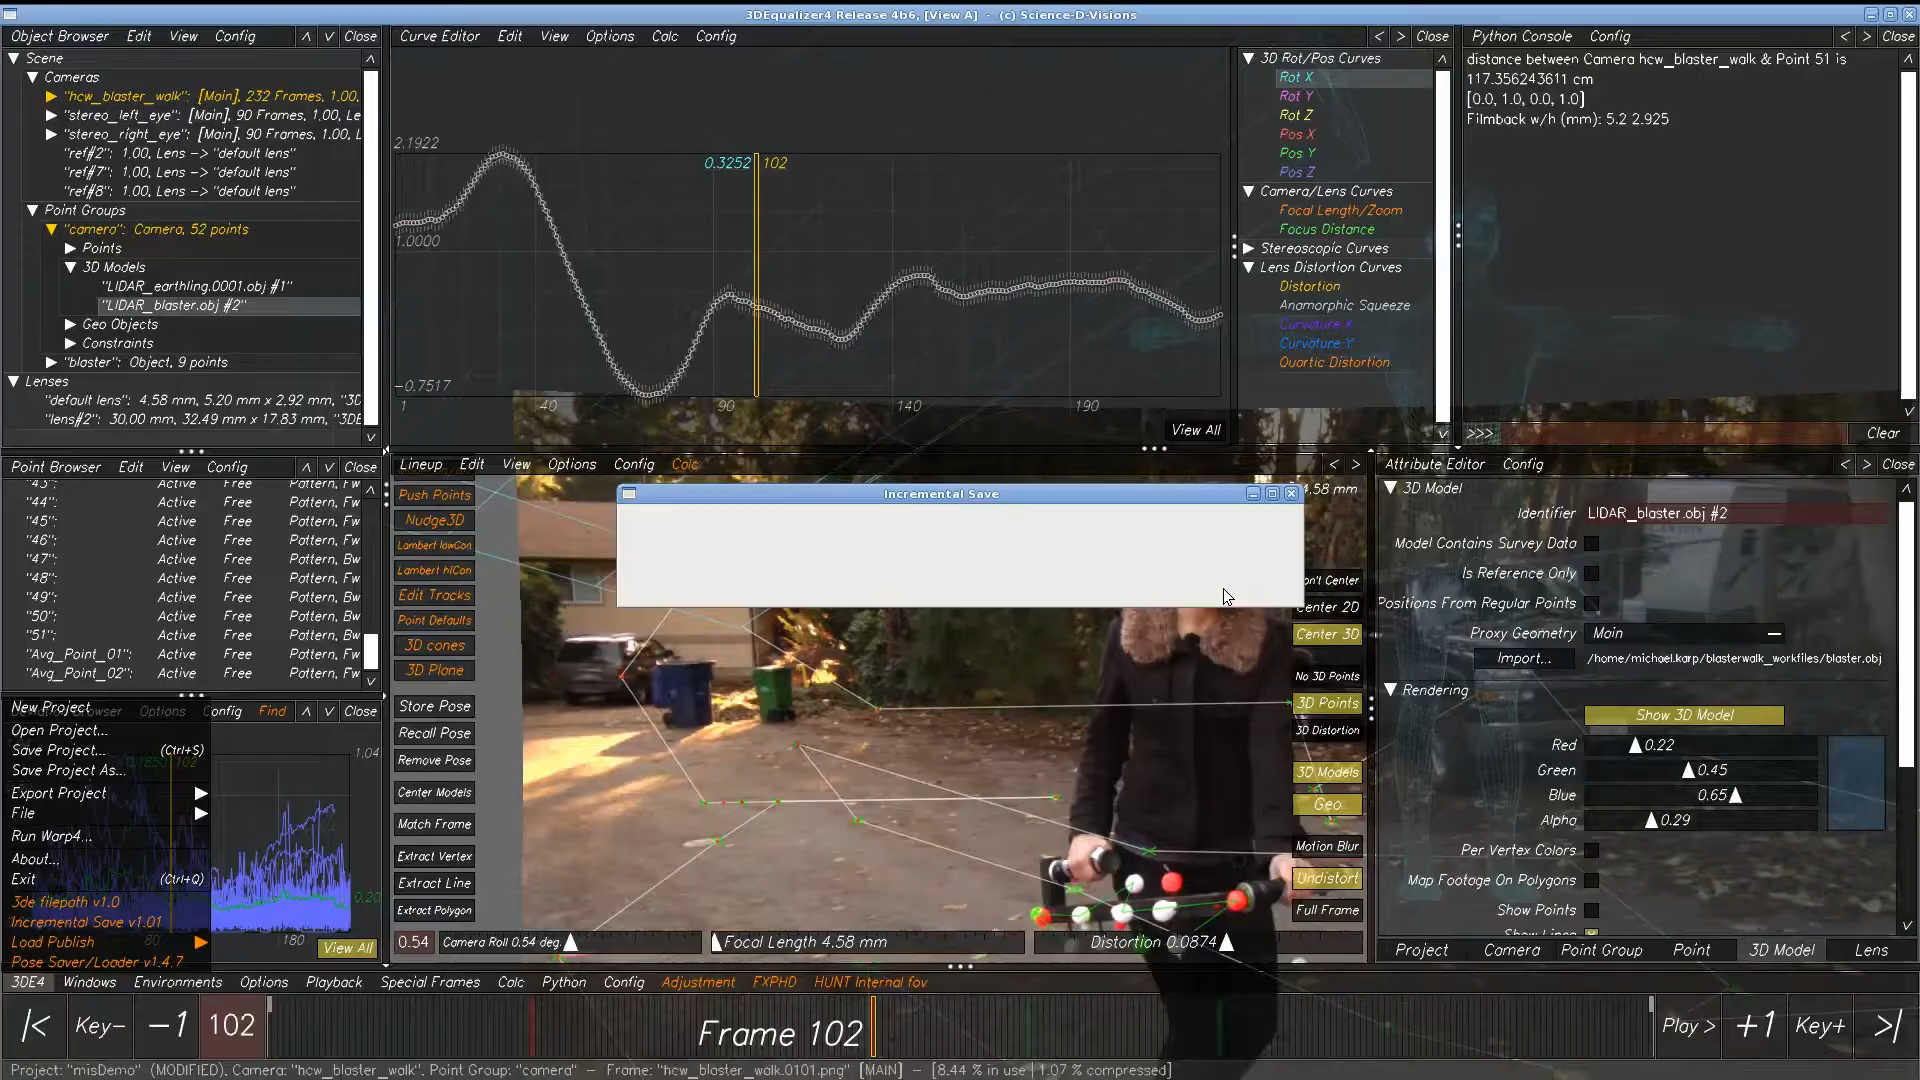 3DEqualizer4 Release 4b6, [View A]  -  (c) Science-D-Visions
Object Browser Edit View Config Close
Scene
Cameras
"hcw_blaster_walk": [Main], 232 Frames, 1.00,
"stereo_left_eye": [Main], 90 Frames, 1.00, Le
"stereo_right_eye": [Main], 90 Frames, 1.00, L
"ref#2": 1.00, Lens -> "default lens"
"ref#7": 1.00, Lens -> "default lens"
"ref#8": 1.00, Lens -> "default lens"
Point Groups
"camera": Camera, 52 points
Points
3D Models
"LIDAR_earthling.0001.obj #1"
"LIDAR_blaster.obj #2"
Geo Objects
Constraints
"blaster": Object, 9 points
Lenses
"default lens": 4.58 mm, 5.20 mm x 2.92 mm, "3D
"lens#2": 30.00 mm, 32.49 mm x 17.83 mm, "3DE
Curve Editor Edit View Options Calc Config < > Close
2.1922
0.3252 102
1.0000
-0.7517
1 40 90 140 190
View All
3D Rot/Pos Curves
Rot X
Rot Y
Rot Z
Pos X
Pos Y
Pos Z
Camera/Lens Curves
Focal Length/Zoom
Focus Distance
Stereoscopic Curves
Lens Distortion Curves
Distortion
Anamorphic Squeeze
Curvature X
Curvature Y
Quartic Distortion
Python Console Config < > Close
distance between Camera hcw_blaster_walk & Point 51 is
117.356243611 cm
[0.0, 1.0, 0.0, 1.0]
Filmback w/h (mm): 5.2 2.925
>>> Clear
Point Browser Edit View Config Close
"43": Active Free Pattern, Fw
"44": Active Free Pattern, Fw
"45": Active Free Pattern, Fw
"46": Active Free Pattern, Fw
"47": Active Free Pattern, Bw
"48": Active Free Pattern, Fw
"49": Active Free Pattern, Bw
"50": Active Free Pattern, Bw
"51": Active Free Pattern, Bw
"Avg_Point_01": Active Free Pattern, Fw
"Avg_Point_02": Active Free Pattern, Fw
Browser Options Config Find Close
New Project
Open Project...
Save Project... (Ctrl+S)
Save Project As...
Export Project
File
Run Warp4...
About...
Exit (Ctrl+Q)
3de filepath v1.0
Incremental Save v1.01
Load Publish
Pose Saver/Loader v1.4.7
1.04
102
0.20
80 180
View All
Lineup Edit View Options Config Calc < >
Push Points
Nudge3D
Lambert lowCon
Lambert hiCon
Edit Tracks
Point Defaults
3D cones
3D Plane
Store Pose
Recall Pose
Remove Pose
Center Models
Match Frame
Extract Vertex
Extract Line
Extract Polygon
Incremental Save
4.58 mm
on't Center
Center 2D
Center 3D
No 3D Points
3D Points
3D Distortion
3D Models
Geo
Motion Blur
Undistort
Full Frame
0.54 Camera Roll 0.54 deg. Focal Length 4.58 mm Distortion 0.0874
Attribute Editor Config < > Close
3D Model
Identifier LIDAR_blaster.obj #2
Model Contains Survey Data
Is Reference Only
Positions From Regular Points
Proxy Geometry Main
Import... /home/michael.karp/blasterwalk_workfiles/blaster.obj
Rendering
Show 3D Model
Red 0.22
Green 0.45
Blue 0.65
Alpha 0.29
Per Vertex Colors
Map Footage On Polygons
Show Points
Show Lines
Project Camera Point Group Point 3D Model Lens
3DE4 Windows Environments Options Playback Special Frames Calc Python Config Adjustment FXPHD HUNT Internal fov
|< Key- -1 102 Frame 102 Play > +1 Key+ >|
Project: "misDemo"  (MODIFIED), Camera: "hcw_blaster_walk", Point Group: "camera"  -  Frame: "hcw_blaster_walk.0101.png"  [MAIN]  -  [8.44 % in use | 1.07 % compressed]